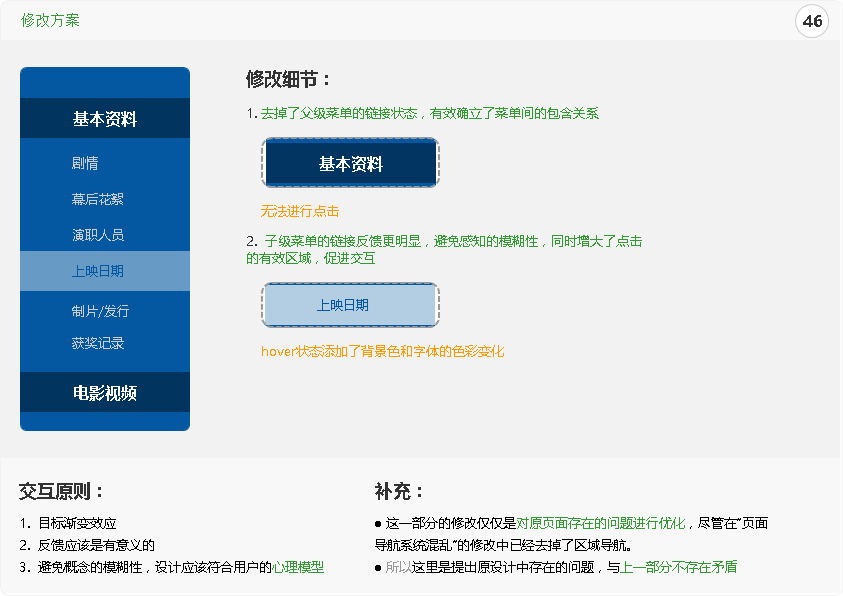 修改方案
46
基本资料
剧情
幕后花絮
演职人员
上映日期
制片/发行
获奖记录
电影视频
修改细节：
1. 去掉了父级菜单的链接状态，有效确立了菜单间的包含关系
基本资料
无法进行点击
2. 子级菜单的链接反馈更明显，避免感知的模糊性，同时增大了点击
的有效区域，促进交互
上映日期
hover状态添加了背景色和字体的色彩变化
交互原则：
1. 目标渐变效应
2. 反馈应该是有意义的
3. 避免概念的模糊性，设计应该符合用户的心理模型
补充：
● 这一部分的修改仅仅是对原页面存在的问题进行优化，尽管在“页面
导航系统混乱”的修改中已经去掉了区域导航。
● 所以这里是提出原设计中存在的问题，与上一部分不存在矛盾